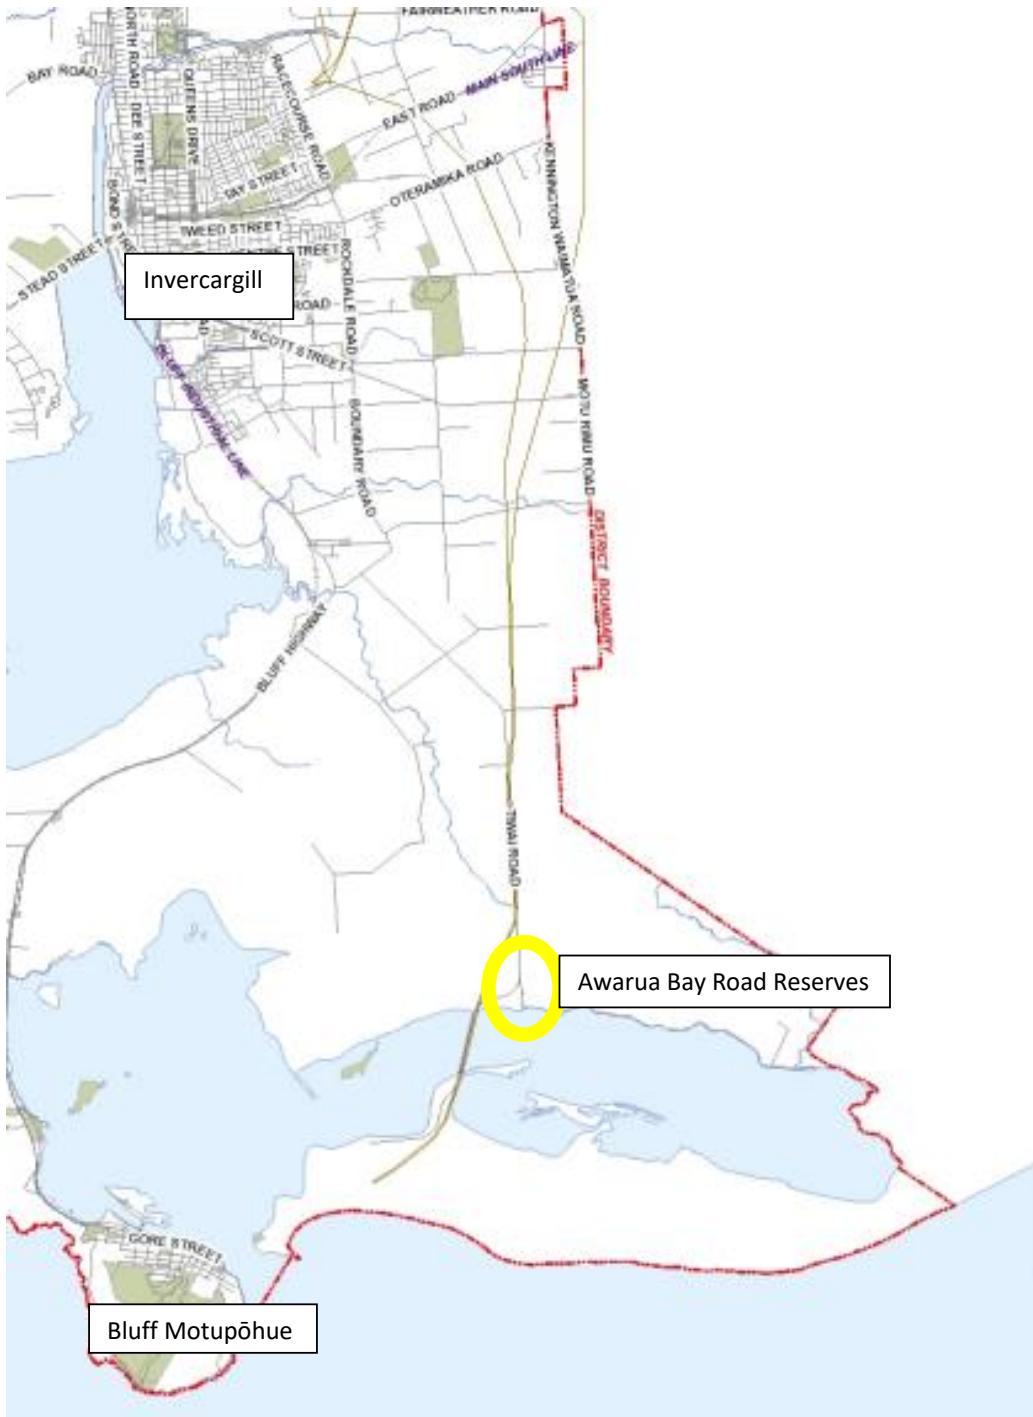 FAIRWEATHER ROAD
NORTH ROAD
BAY ROAD
QUEENS DRIVE
RACECOURSE ROAD
MAIN SOUTH LINE
EAST ROAD
DEE STREET
KENNINGTON WAIMATUA ROAD
TAY STREET
OTERAMIKA ROAD
BOND STRE
TWEED STREET
STREET
STEAD STREET
ROCKDALE ROAD
Invercargill
ROAD
AD
SCOTT STREET
BLUFF INDUSTRIAL LINE
MOTU RIMU ROAD
BOUNDARY ROAD
DISTRICT BOUNDARY
BLUFF HIGHWAY
TIWAI ROAD
Awarua Bay Road Reserves
GORE STREET
Bluff Motupōhue